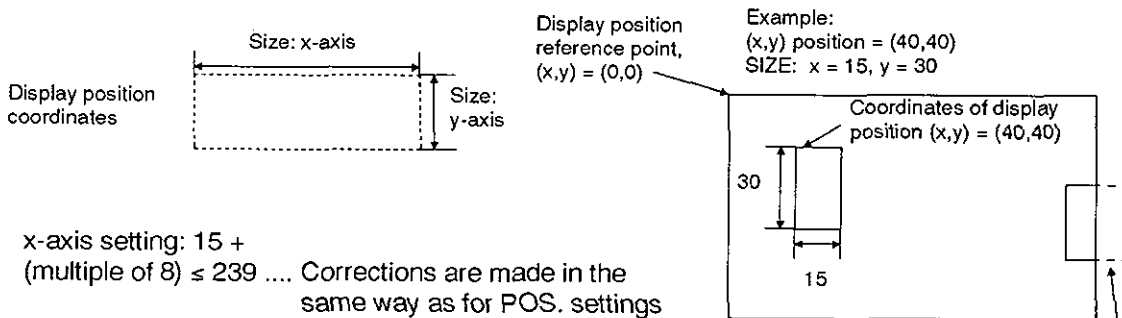 Size: x-axis
Display position
coordinates
Size:
y-axis
x-axis setting: 15 +
(multiple of 8) ≤ 239 .... Corrections are made in the
same way as for POS. settings
Display position
reference point,
(x,y) = (0,0)
Example:
(x,y) position = (40,40)
SIZE: x = 15, y = 30
Coordinates of display
position (x,y) = (40,40)
30
15